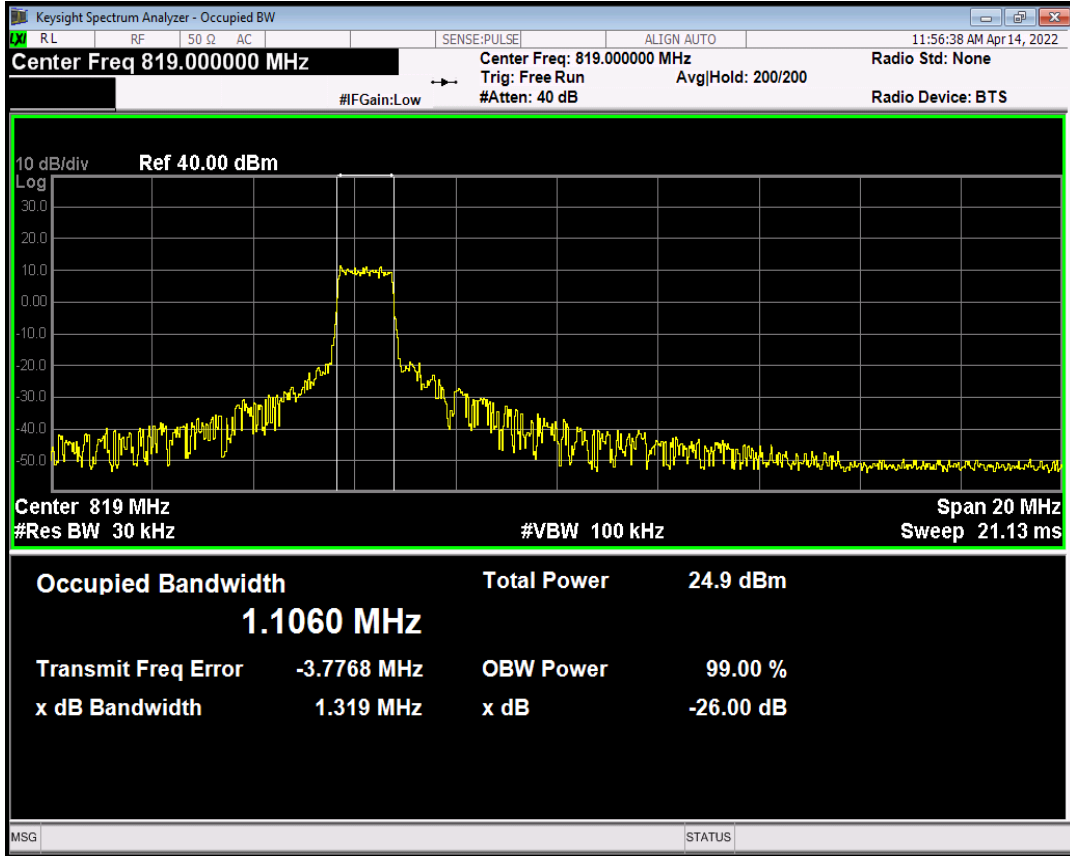 Keysight Spectrum Analyzer - Occupied BW
LXI RL RF 50 Ω AC SENSE:PULSE ALIGN AUTO 11:56:38 AM Apr 14, 2022
Center Freq 819.000000 MHz Center Freq: 819.000000 MHz Radio Std: None
Trig: Free Run Avg|Hold: 200/200
#IFGain:Low #Atten: 40 dB Radio Device: BTS
10 dB/div Ref 40.00 dBm
Log
30.0
20.0
10.0
0.00
-10.0
-20.0
-30.0
-40.0
-50.0
Center 819 MHz Span 20 MHz
#Res BW 30 kHz #VBW 100 kHz Sweep 21.13 ms
Occupied Bandwidth Total Power 24.9 dBm
1.1060 MHz
Transmit Freq Error -3.7768 MHz OBW Power 99.00 %
x dB Bandwidth 1.319 MHz x dB -26.00 dB
MSG STATUS